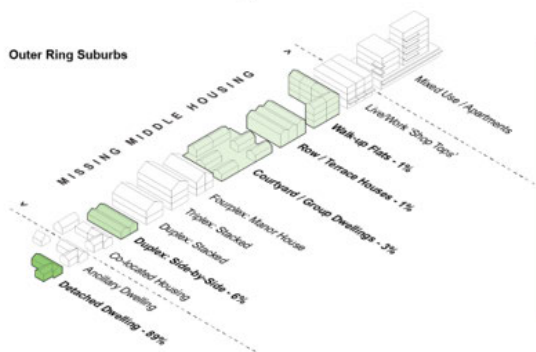 Outer Ring Suburbs
MISSING MIDDLE HOUSING
Mixed Use / Apartments
Live/Work 'Shop Tops'
Walk-up Flats - 1%
Row / Terrace Houses - 1%
Courtyard / Group Dwellings - 3%
Fourplex: Manor House
Triplex: Stacked
Duplex: Stacked
Duplex: Side-by-Side - 6%
Co-located Housing
Ancillary Dwelling
Detached Dwelling - 89%